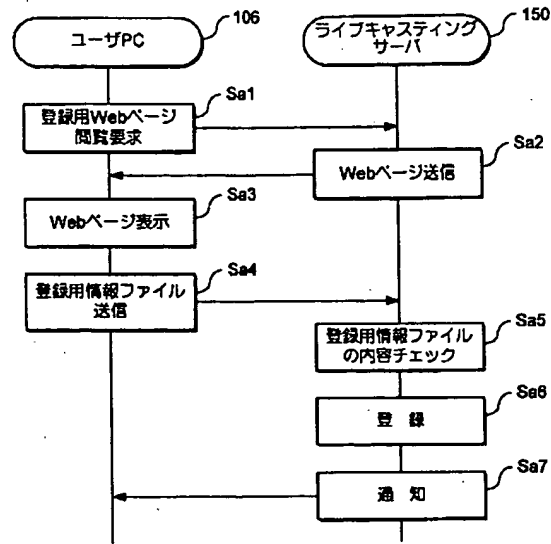 ユーザPC
106
ライブキャスティング
サーバ
150
登録用Webページ
閲覧要求
Sa1
Webページ送信
Sa2
Webページ表示
Sa3
登録用情報ファイル
送信
Sa4
登録用情報ファイル
の内容チェック
Sa5
登 録
Sa6
通 知
Sa7